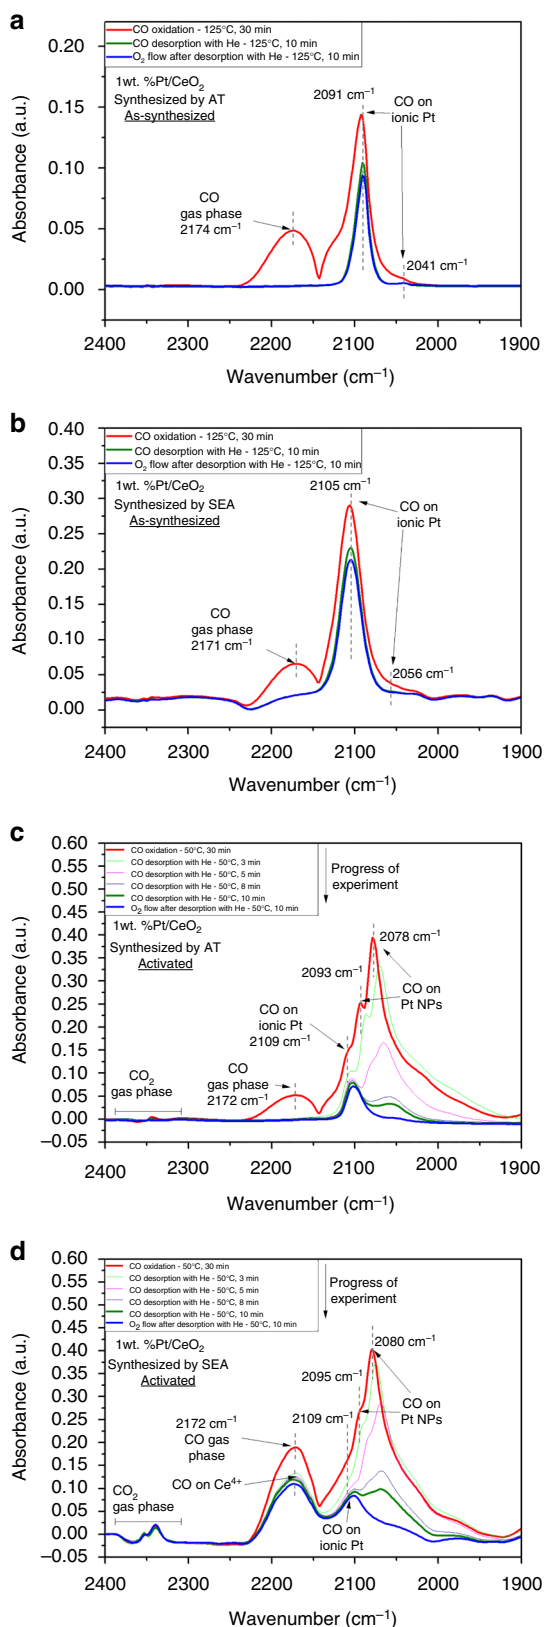 a
CO oxidation - 125°C, 30 min
CO desorption with He - 125°C, 10 min
O2 flow after desorption with He - 125°C, 10 min
1wt. %Pt/CeO2
Synthesized by AT
As-synthesized
2091 cm−1
CO on
ionic Pt
CO
gas phase
2174 cm−1
2041 cm−1
Absorbance (a.u.)
0.20
0.15
0.10
0.05
0.00
2400 2300 2200 2100 2000 1900
Wavenumber (cm−1)
b
CO oxidation - 125°C, 30 min
CO desorption with He - 125°C, 10 min
O2 flow after desorption with He - 125°C, 10 min
1wt. %Pt/CeO2
Synthesized by SEA
As-synthesized
2105 cm−1
CO on
ionic Pt
CO
gas phase
2171 cm−1
2056 cm−1
Absorbance (a.u.)
0.40
0.35
0.30
0.25
0.20
0.15
0.10
0.05
0.00
2400 2300 2200 2100 2000 1900
Wavenumber (cm−1)
c
CO oxidation - 50°C, 30 min
CO desorption with He - 50°C, 3 min
CO desorption with He - 50°C, 5 min
CO desorption with He - 50°C, 8 min
CO desorption with He - 50°C, 10 min
O2 flow after desorption with He - 50°C, 10 min
Progress of
experiment
1wt. %Pt/CeO2
Synthesized by AT
Activated
2078 cm−1
2093 cm−1
CO on
Pt NPs
CO on
ionic Pt
2109 cm−1
CO
gas phase
2172 cm−1
CO2
gas phase
Absorbance (a.u.)
0.60
0.55
0.50
0.45
0.40
0.35
0.30
0.25
0.20
0.15
0.10
0.05
0.00
−0.05
2400 2300 2200 2100 2000 1900
Wavenumber (cm−1)
d
CO oxidation - 50°C, 30 min
CO desorption with He - 50°C, 3 min
CO desorption with He - 50°C, 5 min
CO desorption with He - 50°C, 8 min
CO desorption with He - 50°C, 10 min
O2 flow after desorption with He - 50°C, 10 min
Progress of
experiment
1wt. %Pt/CeO2
Synthesized by SEA
Activated
2080 cm−1
2095 cm−1
2109 cm−1
CO on
Pt NPs
2172 cm−1
CO gas
phase
CO on Ce4+
CO2
gas phase
CO on
ionic Pt
Absorbance (a.u.)
0.60
0.55
0.50
0.45
0.40
0.35
0.30
0.25
0.20
0.15
0.10
0.05
0.00
−0.05
2400 2300 2200 2100 2000 1900
Wavenumber (cm−1)